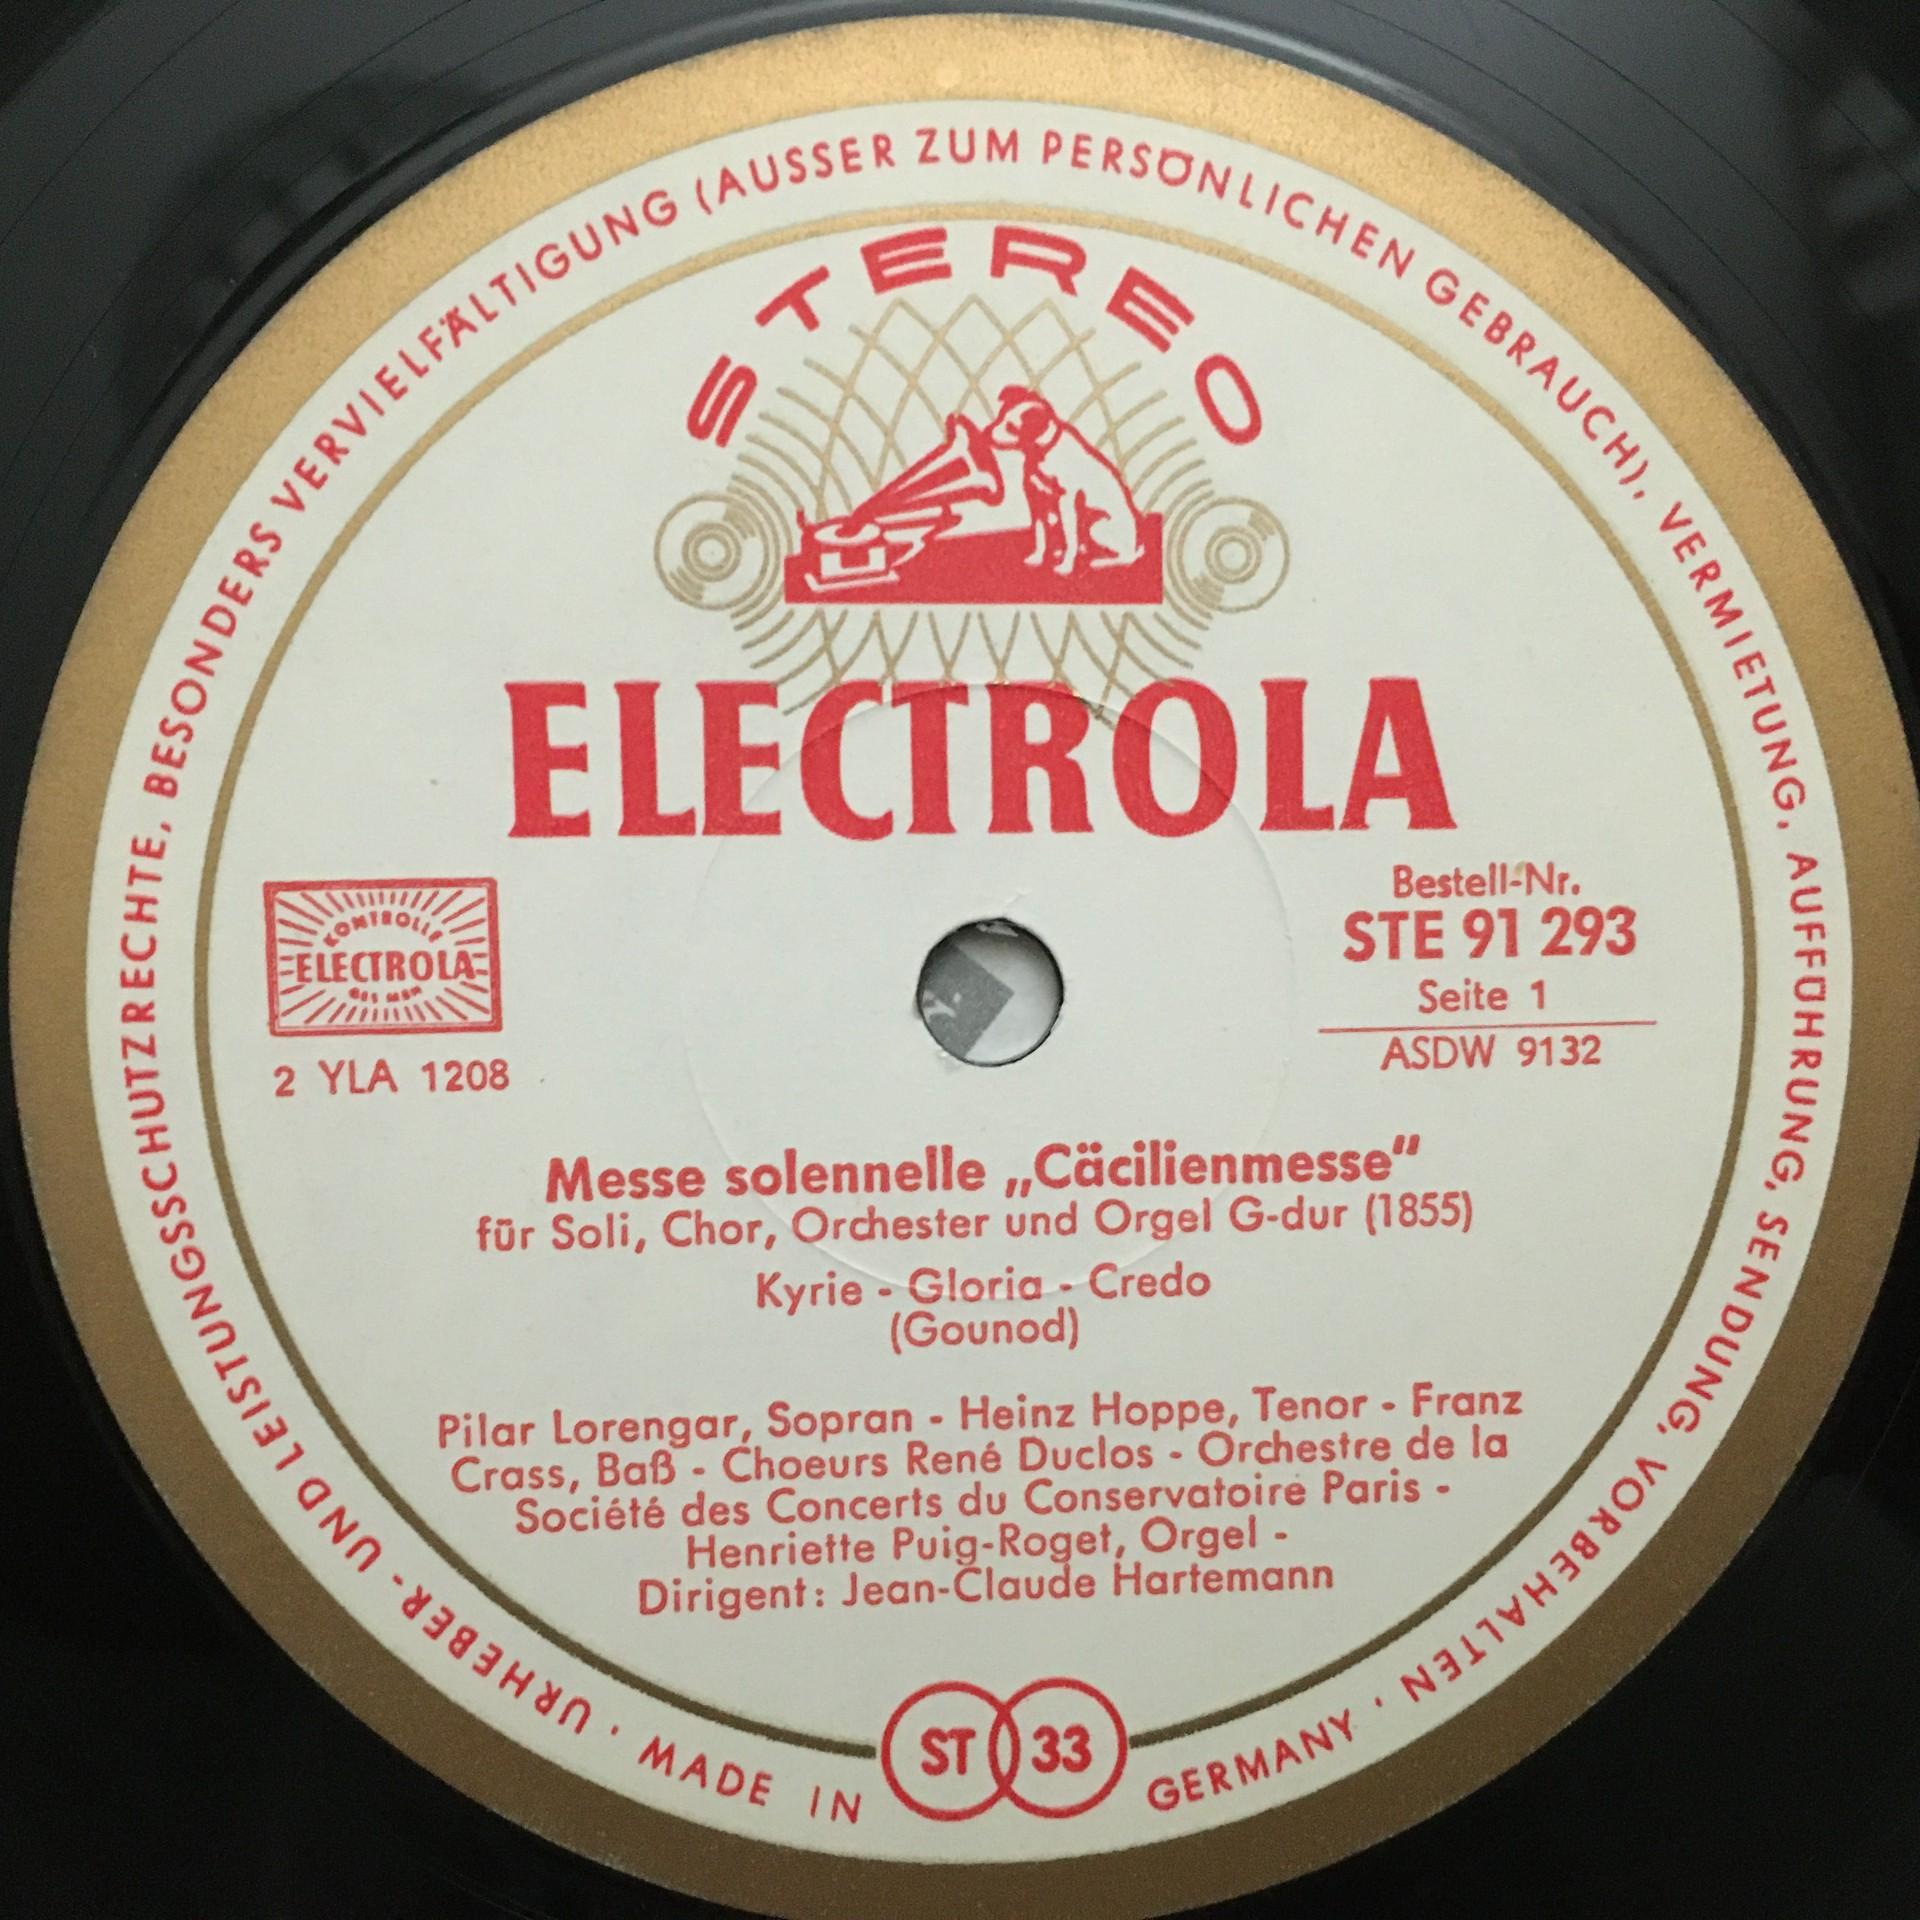 URHEBER- UND LEISTUNGSSCHUTZRECHTE, BESONDERS VERVIELFÄLTIGUNG (AUSSER ZUM PERSÖNLICHEN GEBRAUCH), VERMIETUNG, AUFFÜHRUNG, SENDUNG, VORBEHALTEN ·
STEREO
ELECTROLA
KONTROLLE
ELECTROLA
GES MBH
2 YLA 1208
Bestell-Nr.
STE 91 293
Seite 1
ASDW 9132
Messe solennelle „Cäcilienmesse“
für Soli, Chor, Orchester und Orgel G-dur (1855)
Kyrie - Gloria - Credo
(Gounod)
Pilar Lorengar, Sopran - Heinz Hoppe, Tenor - Franz
Crass, Baß - Choeurs René Duclos - Orchestre de la
Société des Concerts du Conservatoire Paris -
Henriette Puig-Roget, Orgel -
Dirigent: Jean-Claude Hartemann
ST 33
· MADE IN GERMANY